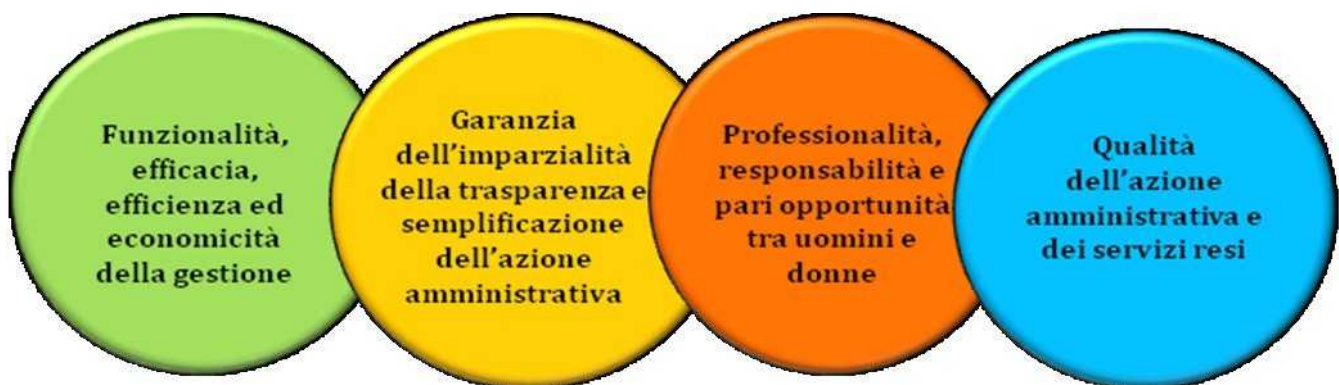 Funzionalità,
efficacia,
efficienza ed
economicità
della gestione
Garanzia
dell'imparzialità
della trasparenza e
semplificazione
dell'azione
amministrativa
Professionalità,
responsabilità e
pari opportunità
tra uomini e
donne
Qualità
dell'azione
amministrativa e
dei servizi resi